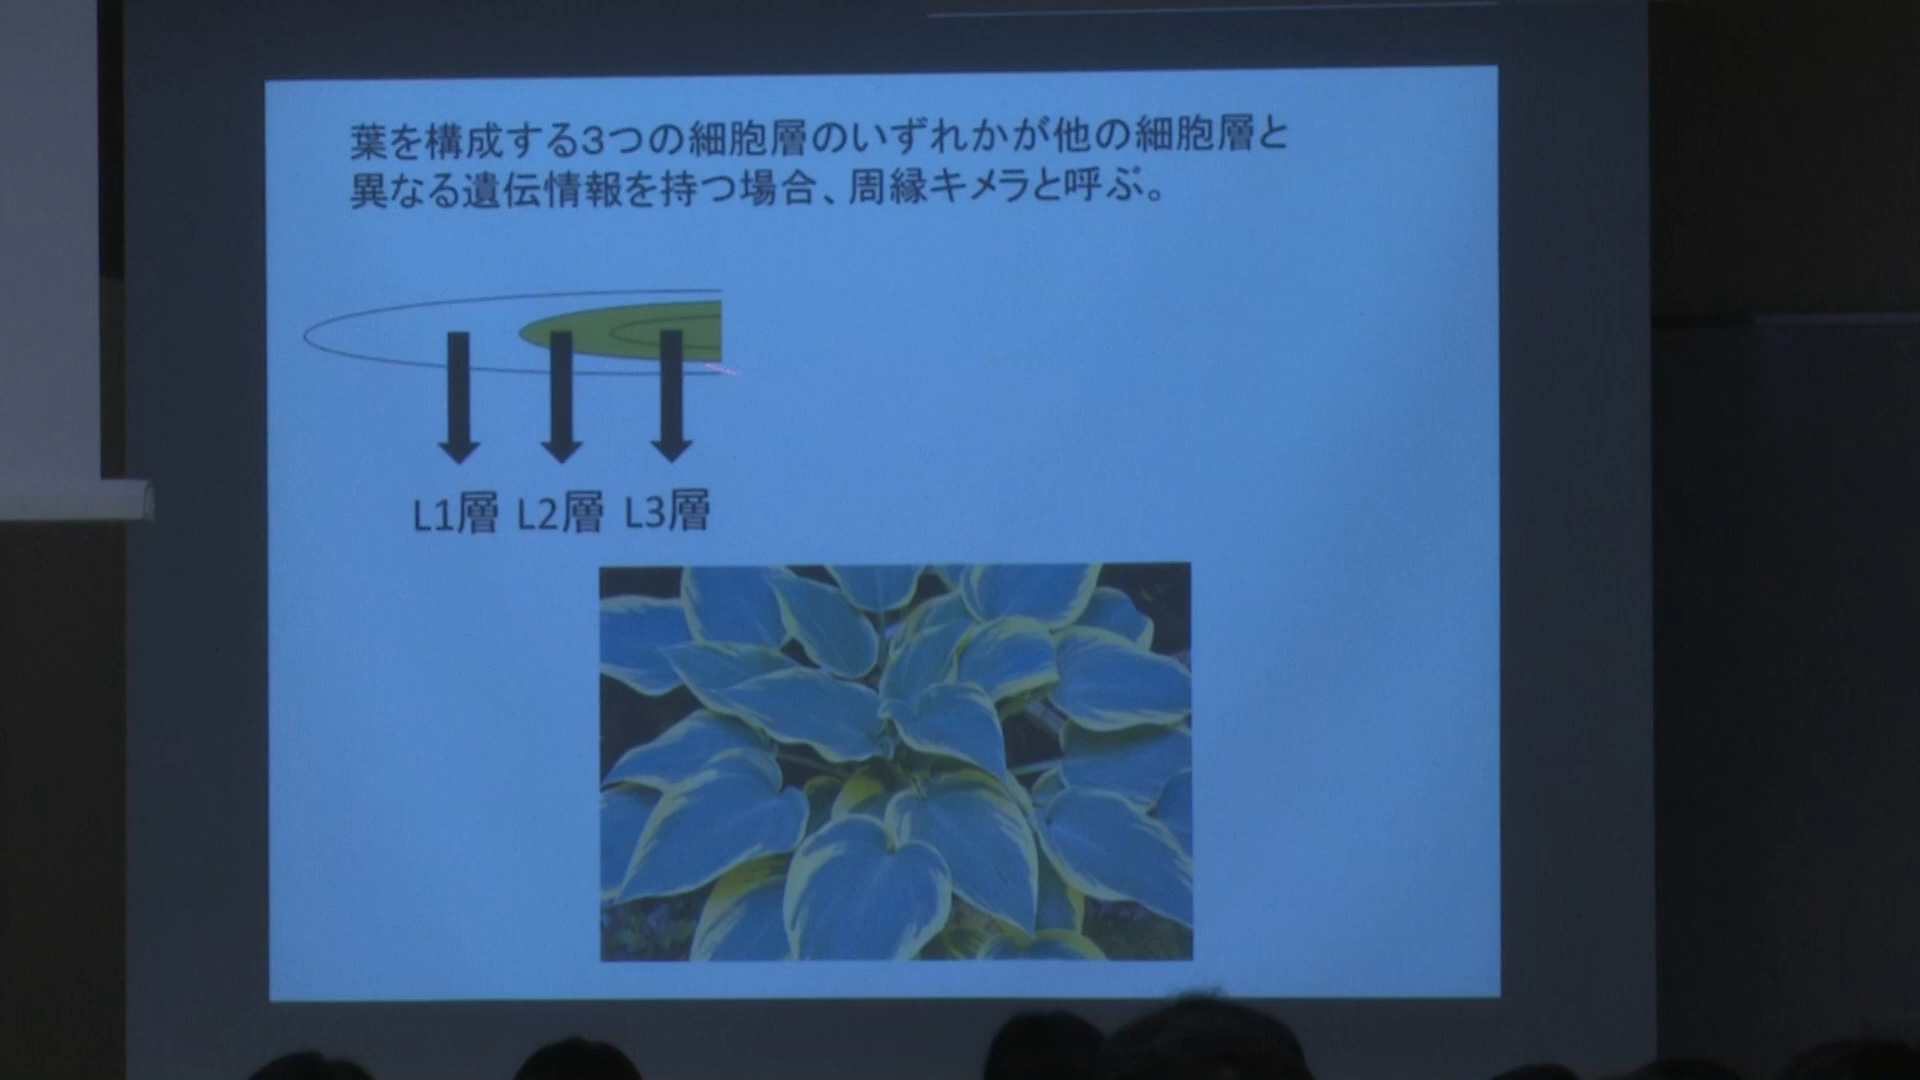 葉を構成する3つの細胞層のいずれかが他の細胞層と
異なる遺伝情報を持つ場合、周縁キメラと呼ぶ。
L1層 L2層 L3層